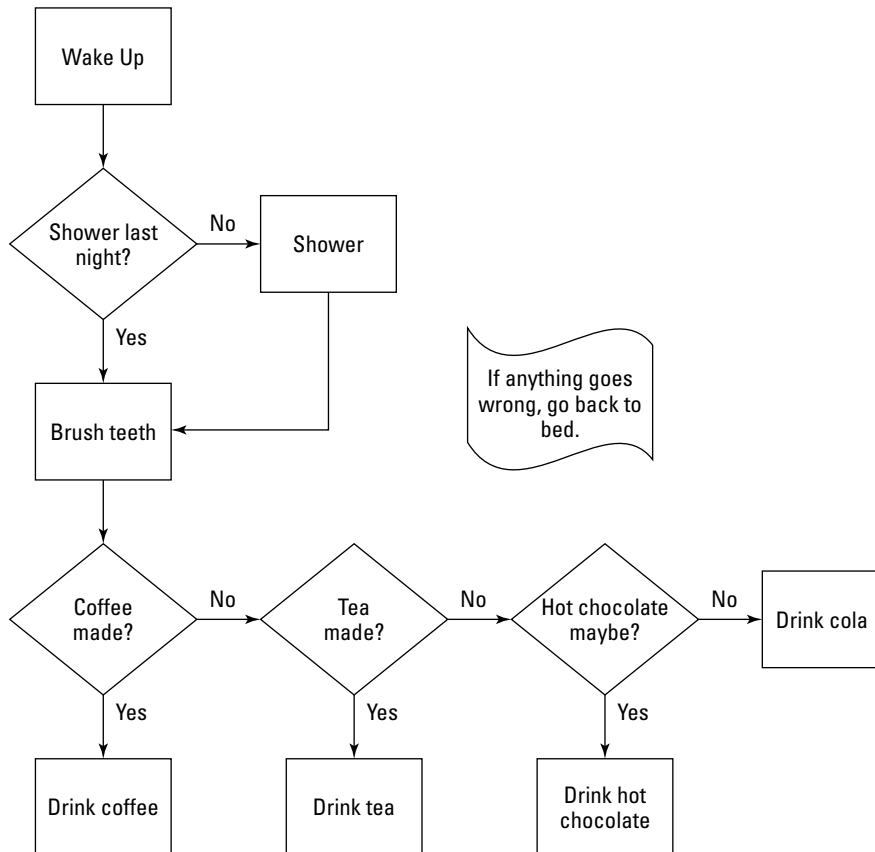 Wake Up
Shower last
night?
No
Shower
Yes
If anything goes
wrong, go back to
bed.
Brush teeth
Coffee
made?
No
Tea
made?
No
Hot chocolate
maybe?
No
Drink cola
Yes
Yes
Yes
Drink coffee
Drink tea
Drink hot
chocolate